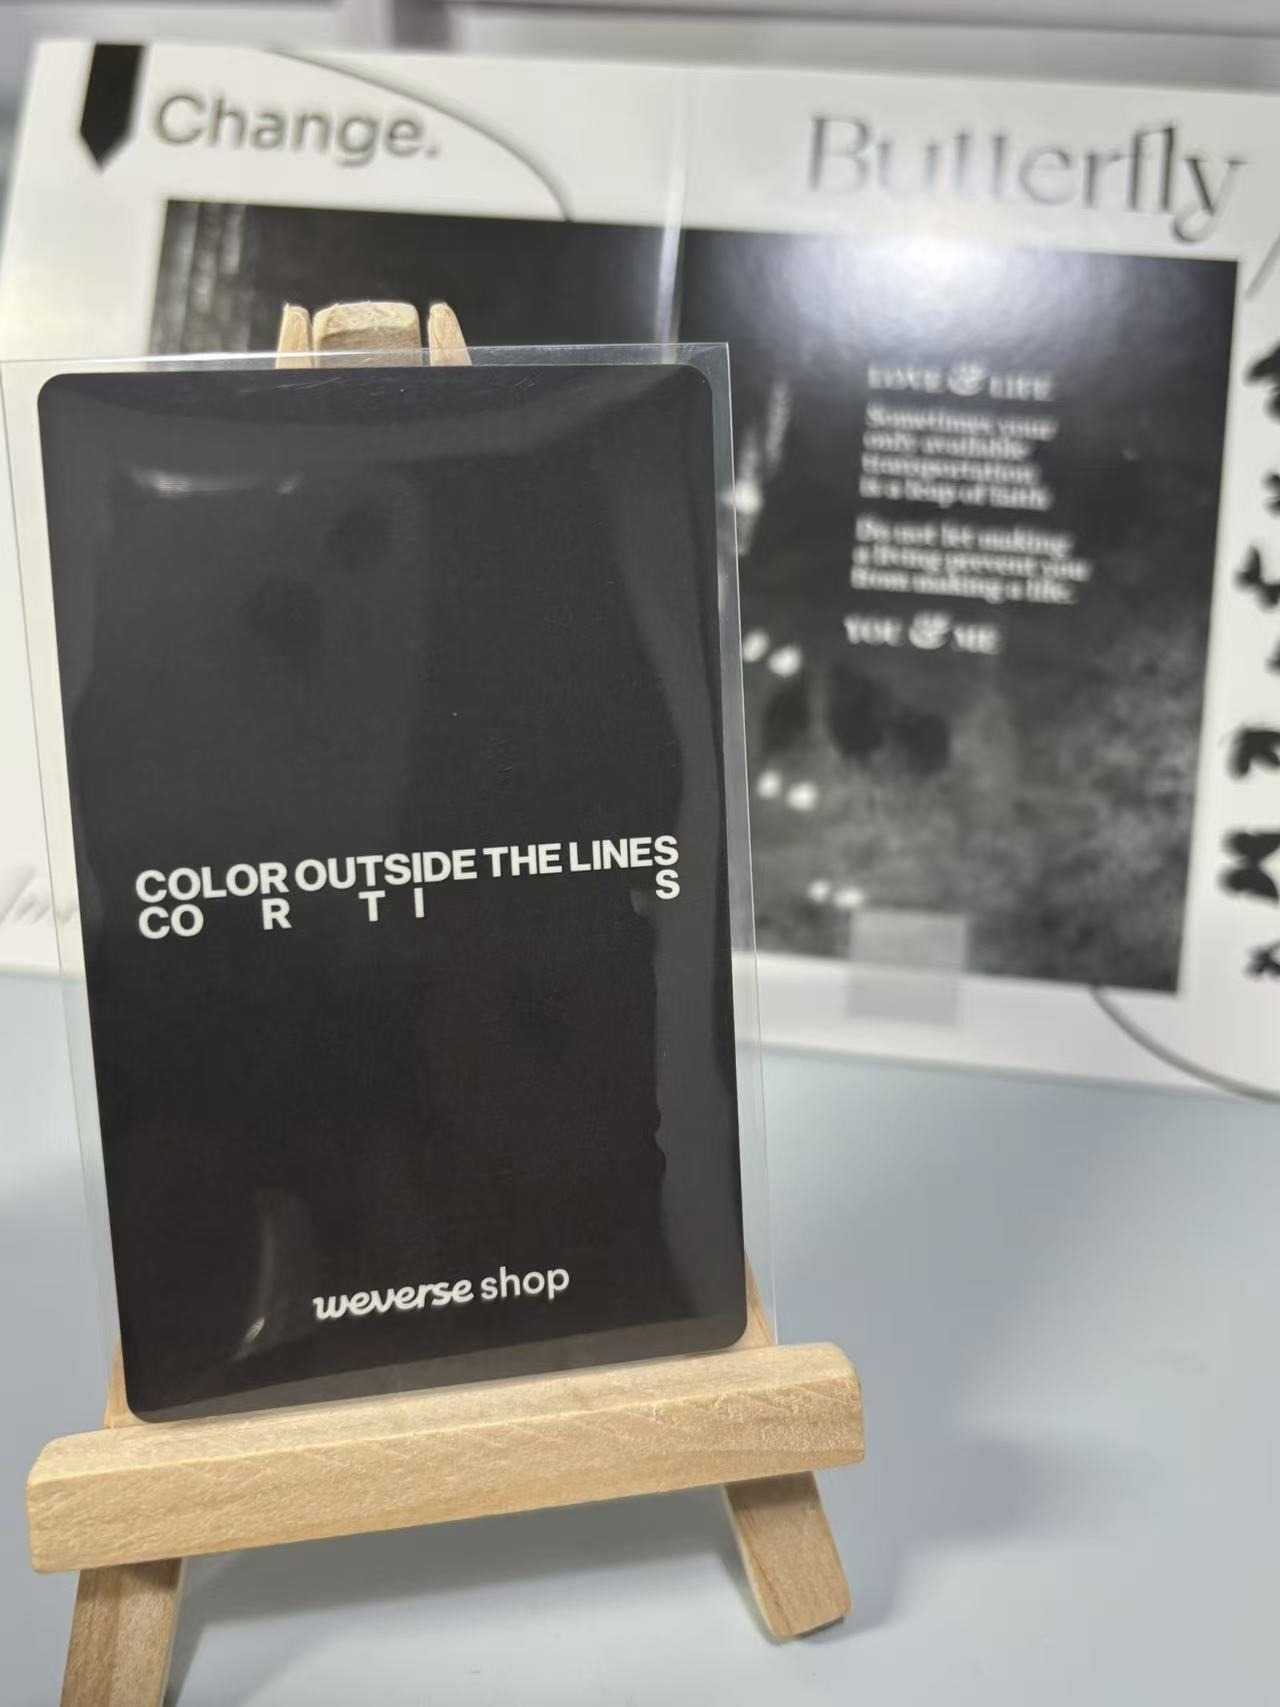 Change.
Butterfly
LOVE & LIFE
Sometimes your
only available
transportation
is a leap of faith
Do not let making
a living prevent you
from making a life.
YOU & ME
COLOR OUTSIDE THE LINES
CO R T I S
weverse shop